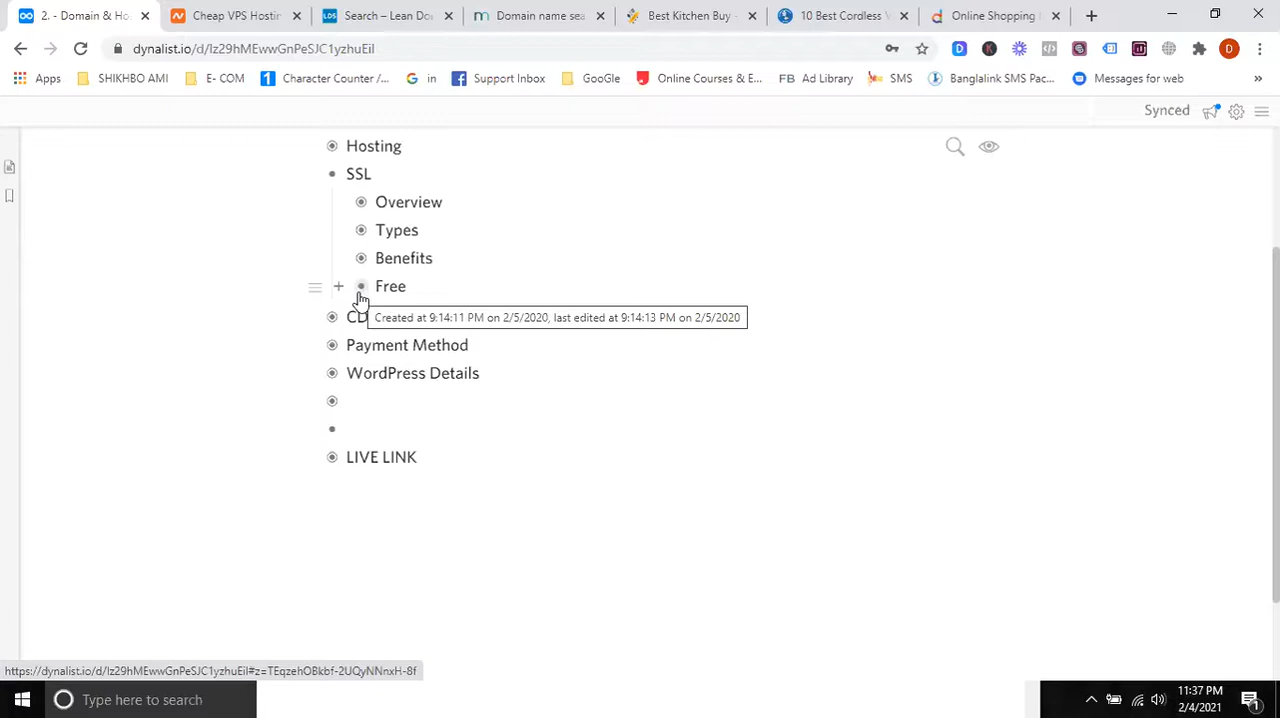 2. - Domain & Ho
Cheap VPS Hostin
LDS Search – Lean Do
Domain name sea
Best Kitchen Buy -
10 Best Cordless V
Online Shopping
dynalist.io/d/Iz29hMEwwGnPeSJC1yzhuEil
Apps
SHIKHBO AMI
E- COM
Character Counter /...
in
Support Inbox
GooGle
Online Courses & E...
FB Ad Library
SMS
Banglalink SMS Pac...
Messages for web
»
Synced
Hosting
SSL
Overview
Types
Benefits
Free
CD
Created at 9:14:11 PM on 2/5/2020, last edited at 9:14:13 PM on 2/5/2020
Payment Method
WordPress Details
LIVE LINK
https://dynalist.io/d/Iz29hMEwwGnPeSJC1yzhuEil#z=TEqzehOBkbf-2UQyNNnxH-8f
Type here to search
11:37 PM
2/4/2021